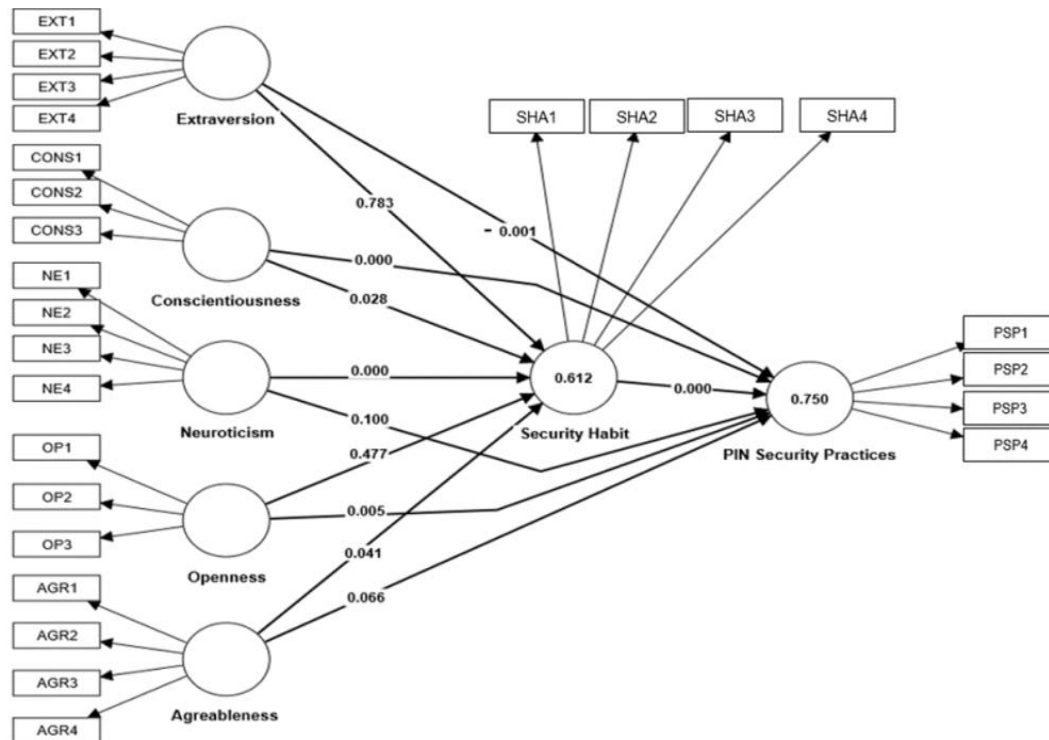 EXT1
EXT2
EXT3
EXT4
Extraversion
SHA1
SHA2
SHA3
SHA4
CONS1
CONS2
CONS3
Conscientiousness
0.783
- 0.001
0.000
0.028
NE1
NE2
NE3
NE4
Neuroticism
0.000
0.100
0.612
Security Habit
0.000
0.750
PIN Security Practices
PSP1
PSP2
PSP3
PSP4
OP1
OP2
OP3
Openness
0.477
0.005
0.041
0.066
AGR1
AGR2
AGR3
AGR4
Agreableness